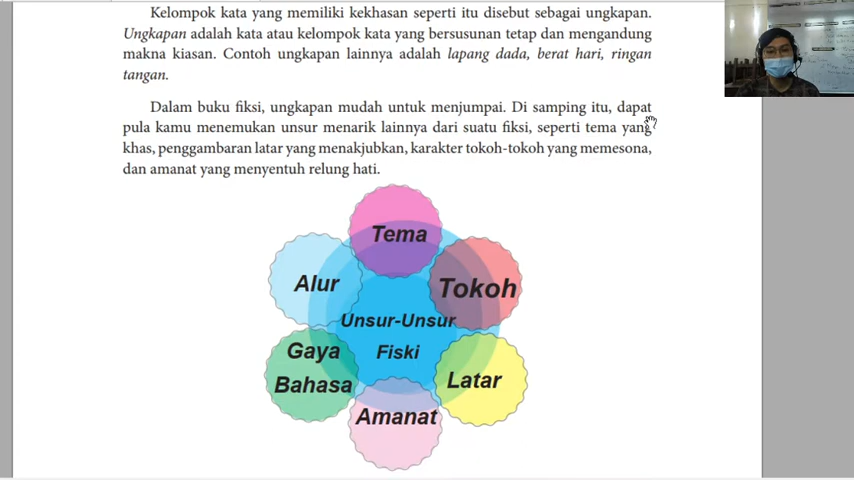 Kelompok kata yang memiliki kekhasan seperti itu disebut sebagai ungkapan.
Ungkapan adalah kata atau kelompok kata yang bersusunan tetap dan mengandung
makna kiasan. Contoh ungkapan lainnya adalah lapang dada, berat hari, ringan
tangan.
Dalam buku fiksi, ungkapan mudah untuk menjumpai. Di samping itu, dapat
pula kamu menemukan unsur menarik lainnya dari suatu fiksi, seperti tema yang
khas, penggambaran latar yang menakjubkan, karakter tokoh-tokoh yang memesona,
dan amanat yang menyentuh relung hati.
Tema
Alur
Tokoh
Unsur-Unsur
Fiski
Gaya
Bahasa
Latar
Amanat